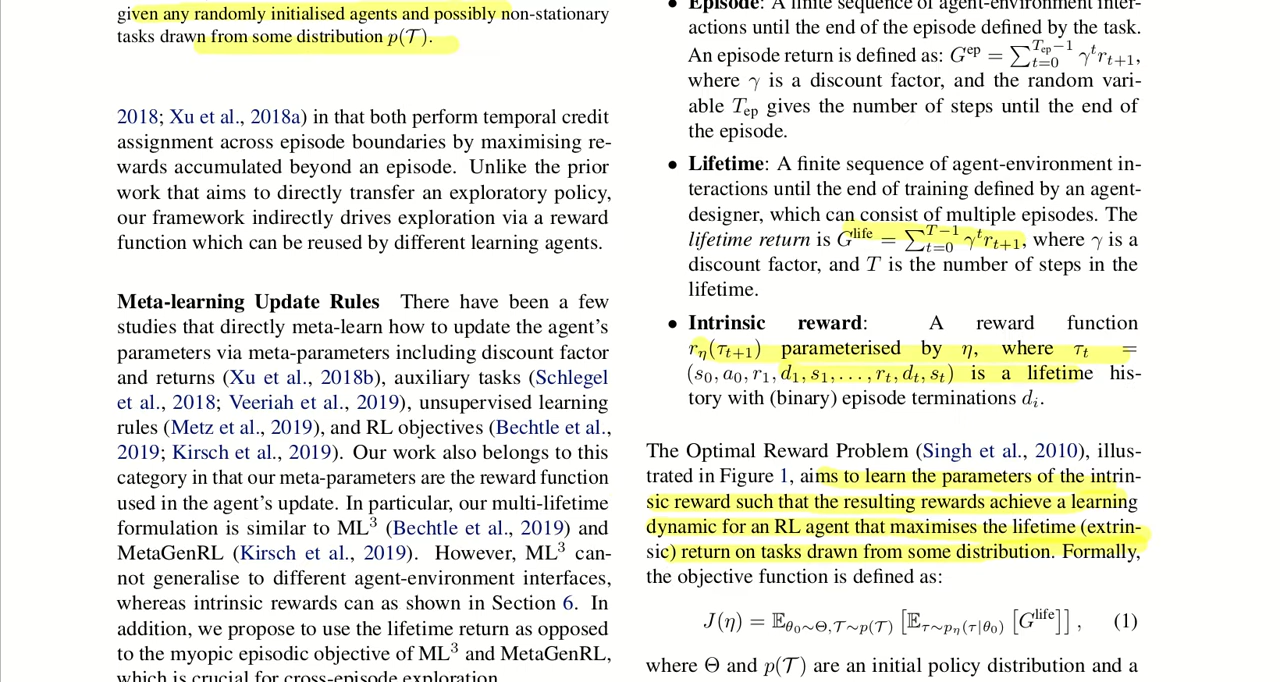 given any randomly initialised agents and possibly non-stationary
tasks drawn from some distribution p(𝒯).
2018; Xu et al., 2018a) in that both perform temporal credit
assignment across episode boundaries by maximising re-
wards accumulated beyond an episode. Unlike the prior
work that aims to directly transfer an exploratory policy,
our framework indirectly drives exploration via a reward
function which can be reused by different learning agents.
Meta-learning Update Rules There have been a few
studies that directly meta-learn how to update the agent's
parameters via meta-parameters including discount factor
and returns (Xu et al., 2018b), auxiliary tasks (Schlegel
et al., 2018; Veeriah et al., 2019), unsupervised learning
rules (Metz et al., 2019), and RL objectives (Bechtle et al.,
2019; Kirsch et al., 2019). Our work also belongs to this
category in that our meta-parameters are the reward function
used in the agent's update. In particular, our multi-lifetime
formulation is similar to ML³ (Bechtle et al., 2019) and
MetaGenRL (Kirsch et al., 2019). However, ML³ can-
not generalise to different agent-environment interfaces,
whereas intrinsic rewards can as shown in Section 6. In
addition, we propose to use the lifetime return as opposed
to the myopic episodic objective of ML³ and MetaGenRL,
which is crucial for cross-episode exploration.
• Episode: A finite sequence of agent-environment inter-
actions until the end of the episode defined by the task.
An episode return is defined as: G^ep = ∑_{t=0}^{T_ep−1} γ^t r_{t+1},
where γ is a discount factor, and the random vari-
able T_ep gives the number of steps until the end of
the episode.
• Lifetime: A finite sequence of agent-environment in-
teractions until the end of training defined by an agent-
designer, which can consist of multiple episodes. The
lifetime return is G^life = ∑_{t=0}^{T−1} γ^t r_{t+1}, where γ is a
discount factor, and T is the number of steps in the
lifetime.
• Intrinsic reward: A reward function
r_η(τ_{t+1}) parameterised by η, where τ_t =
(s_0, a_0, r_1, d_1, s_1, . . . , r_t, d_t, s_t) is a lifetime his-
tory with (binary) episode terminations d_i.
The Optimal Reward Problem (Singh et al., 2010), illus-
trated in Figure 1, aims to learn the parameters of the intrin-
sic reward such that the resulting rewards achieve a learning
dynamic for an RL agent that maximises the lifetime (extrin-
sic) return on tasks drawn from some distribution. Formally,
the objective function is defined as:
J(η) = 𝔼_{θ_0∼Θ,𝒯∼p(𝒯)} [𝔼_{τ∼p_η(τ|θ_0)} [G^life]] , (1)
where Θ and p(𝒯) are an initial policy distribution and a